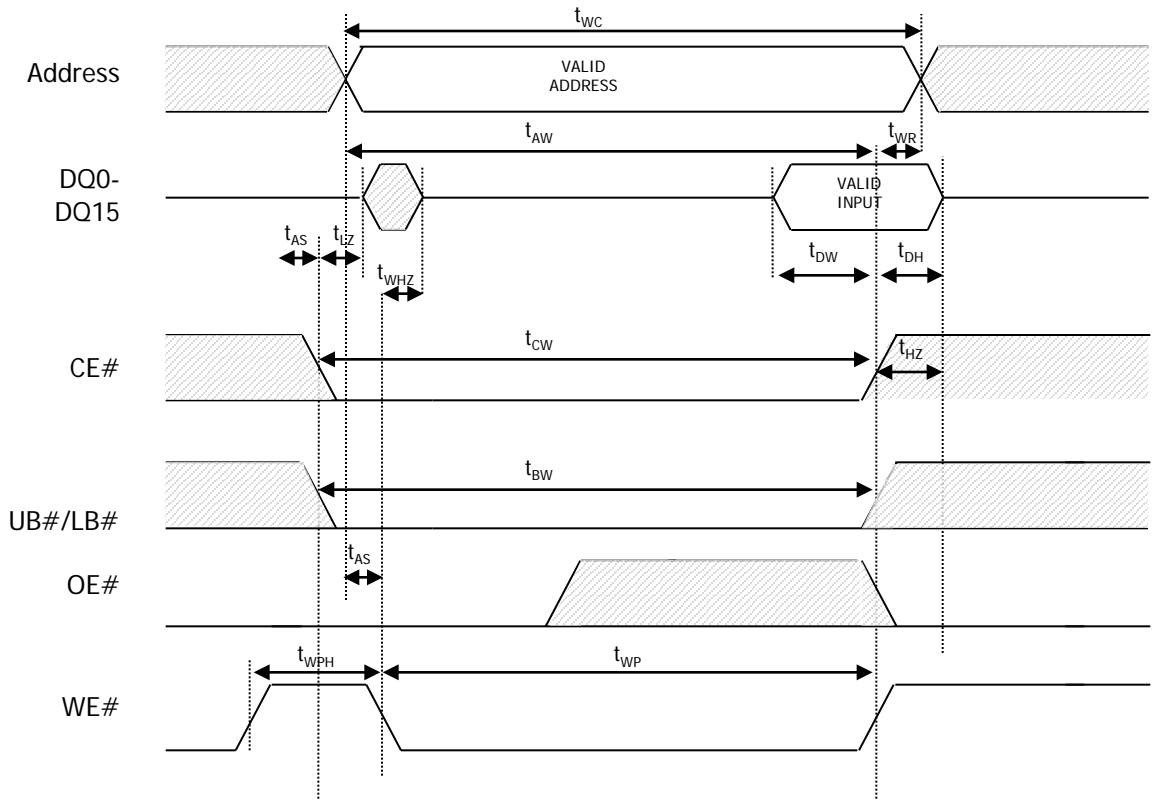 tWC
Address
VALID
ADDRESS
tAW
tWR
DQ0-
DQ15
VALID
INPUT
tAS
tLZ
tDW
tDH
tWHZ
tCW
tHZ
CE#
tBW
UB#/LB#
tAS
OE#
tWPH
tWP
WE#